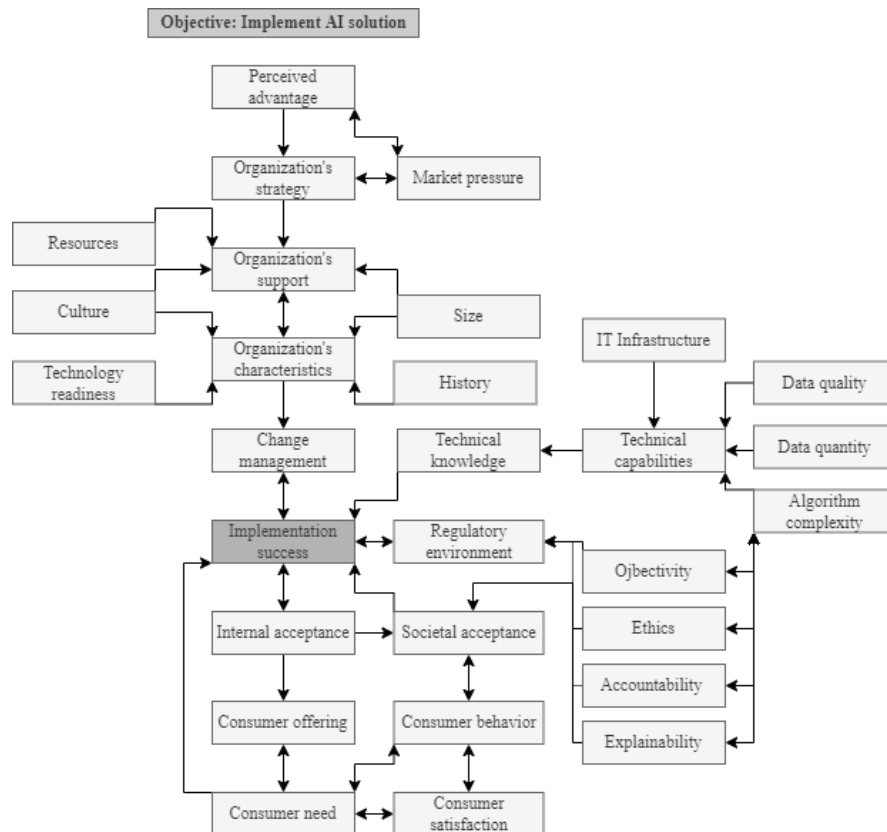 Objective: Implement AI solution
Perceived
advantage
Organization's
strategy
Market pressure
Resources
Organization's
support
Culture
Size
IT Infrastructure
Organization's
characteristics
Technology
readiness
History
Data quality
Change
management
Technical
knowledge
Technical
capabilities
Data quantity
Algorithm
complexity
Implementation
success
Regulatory
environment
Ojbectivity
Internal acceptance
Societal acceptance
Ethics
Accountability
Consumer offering
Consumer behavior
Explainability
Consumer need
Consumer
satisfaction